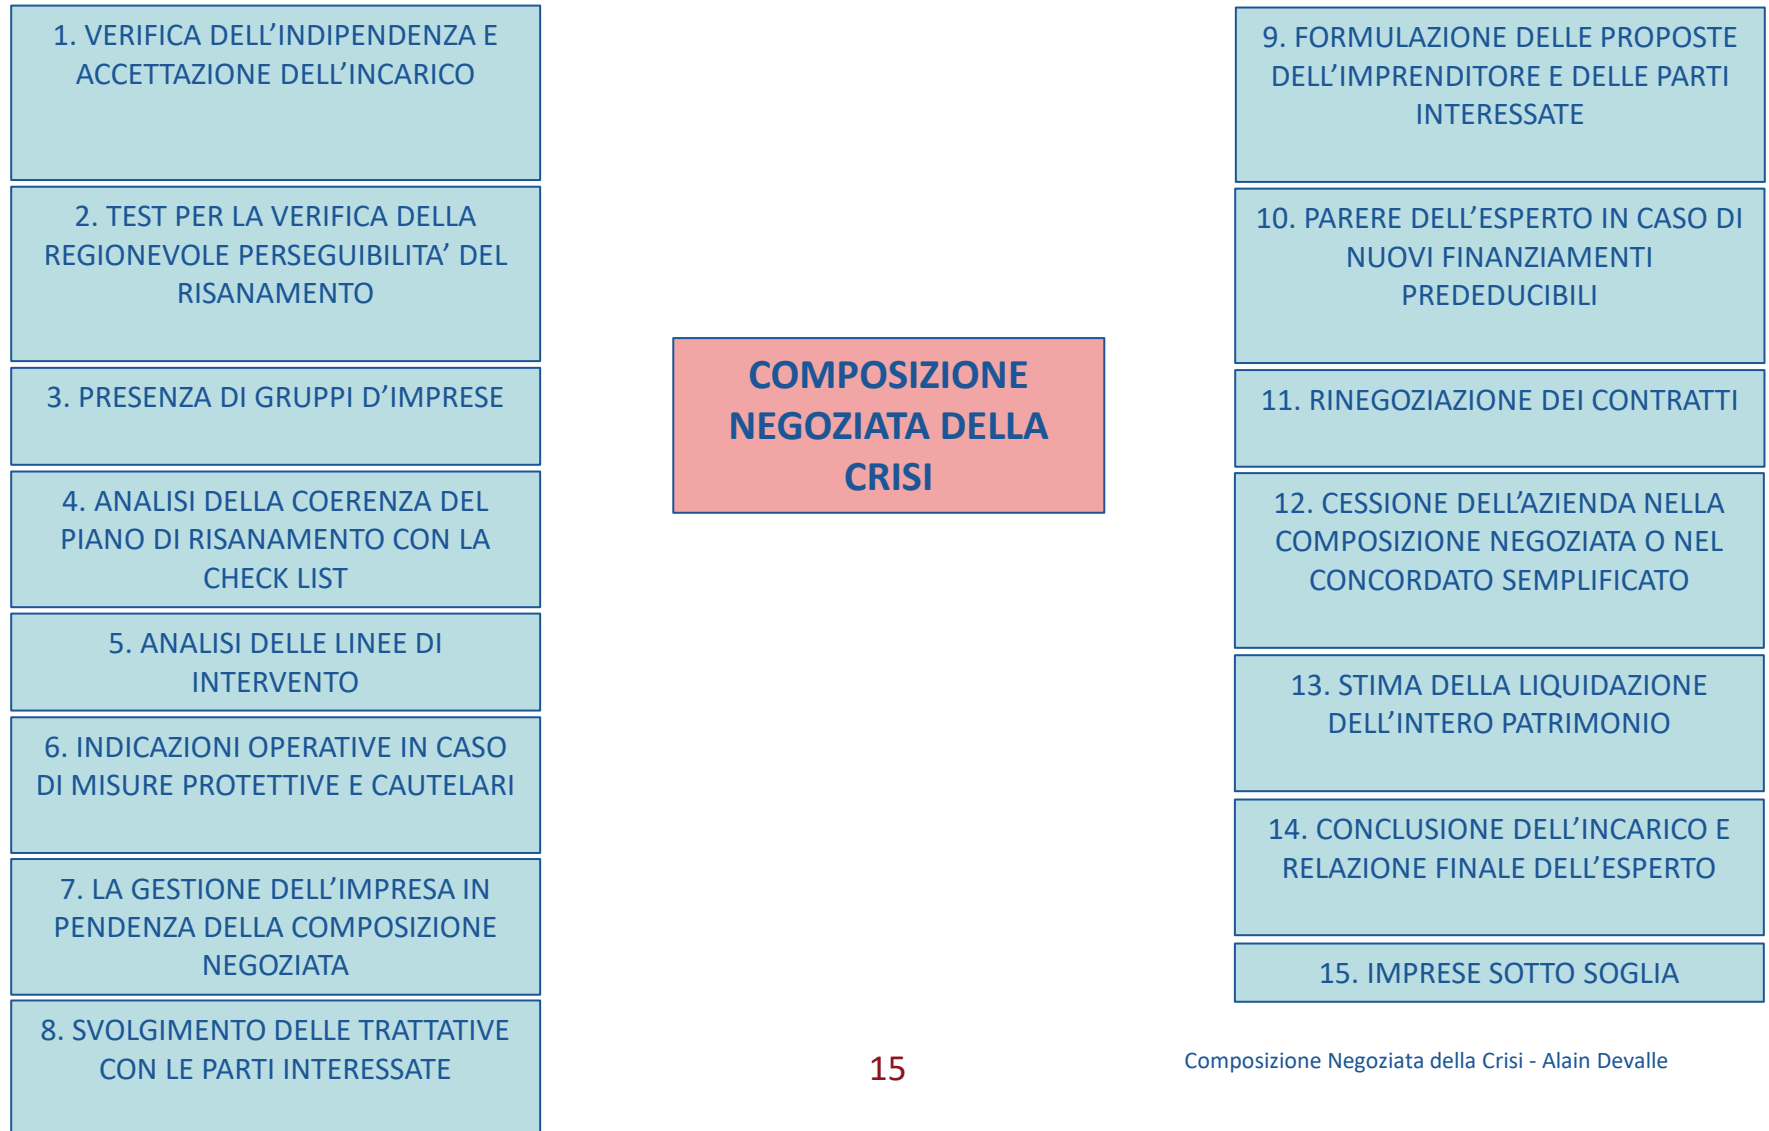 1. VERIFICA DELL’INDIPENDENZA E
ACCETTAZIONE DELL’INCARICO
2. TEST PER LA VERIFICA DELLA
REGIONEVOLE PERSEGUIBILITA’ DEL
RISANAMENTO
3. PRESENZA DI GRUPPI D’IMPRESE
4. ANALISI DELLA COERENZA DEL
PIANO DI RISANAMENTO CON LA
CHECK LIST
5. ANALISI DELLE LINEE DI
INTERVENTO
6. INDICAZIONI OPERATIVE IN CASO
DI MISURE PROTETTIVE E CAUTELARI
7. LA GESTIONE DELL’IMPRESA IN
PENDENZA DELLA COMPOSIZIONE
NEGOZIATA
8. SVOLGIMENTO DELLE TRATTATIVE
CON LE PARTI INTERESSATE
COMPOSIZIONE
NEGOZIATA DELLA
CRISI
9. FORMULAZIONE DELLE PROPOSTE
DELL’IMPRENDITORE E DELLE PARTI
INTERESSATE
10. PARERE DELL’ESPERTO IN CASO DI
NUOVI FINANZIAMENTI
PREDEDUCIBILI
11. RINEGOZIAZIONE DEI CONTRATTI
12. CESSIONE DELL’AZIENDA NELLA
COMPOSIZIONE NEGOZIATA O NEL
CONCORDATO SEMPLIFICATO
13. STIMA DELLA LIQUIDAZIONE
DELL’INTERO PATRIMONIO
14. CONCLUSIONE DELL’INCARICO E
RELAZIONE FINALE DELL’ESPERTO
15. IMPRESE SOTTO SOGLIA
15
Composizione Negoziata della Crisi - Alain Devalle